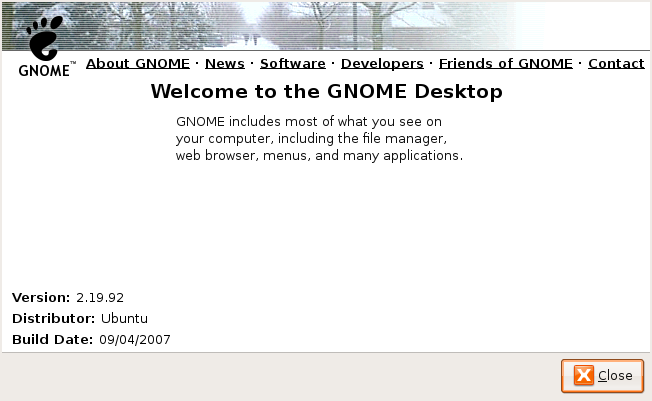 GNOME™
About GNOME · News · Software · Developers · Friends of GNOME · Contact
Welcome to the GNOME Desktop
GNOME includes most of what you see on
your computer, including the file manager,
web browser, menus, and many applications.
Version: 2.19.92
Distributor: Ubuntu
Build Date: 09/04/2007
Close